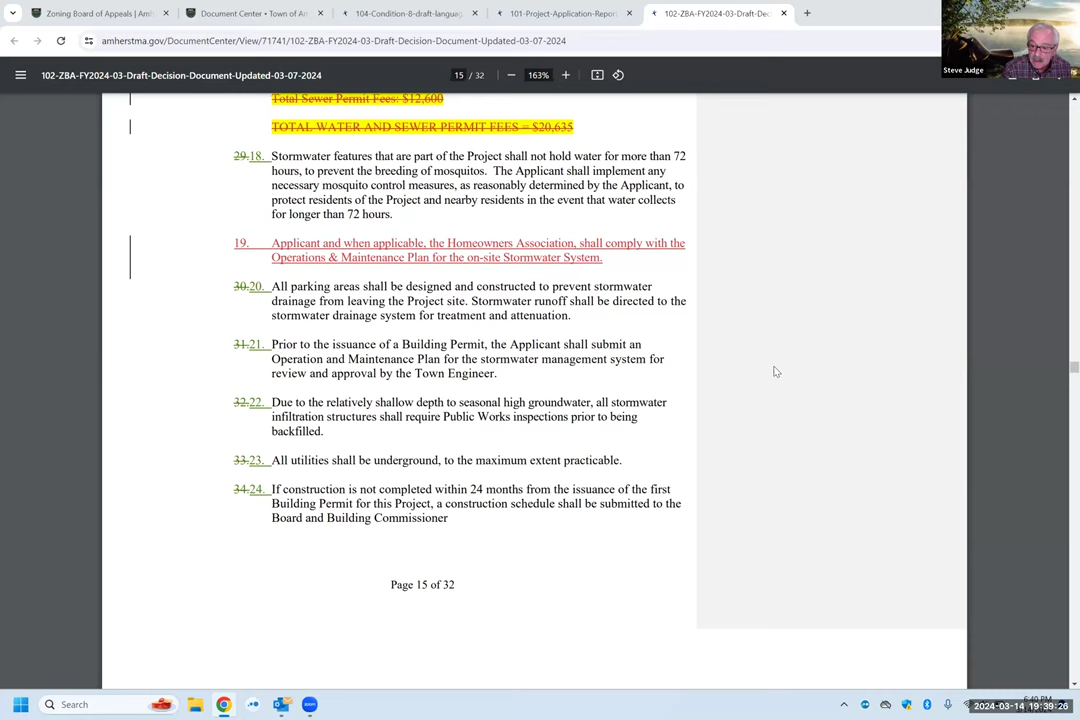 Zoning Board of Appeals | Amh
Document Center • Town of Am
104-Condition-8-draft-languag
101-Project-Application-Repor
102-ZBA-FY2024-03-Draft-Dec
amherstma.gov/DocumentCenter/View/71741/102-ZBA-FY2024-03-Draft-Decision-Document-Updated-03-07-2024
102-ZBA-FY2024-03-Draft-Decision-Document-Updated-03-07-2024
15 / 32
163%
Steve Judge
Total Sewer Permit Fees: $12,600
TOTAL WATER AND SEWER PERMIT FEES = $20,635
29.18. Stormwater features that are part of the Project shall not hold water for more than 72
hours, to prevent the breeding of mosquitos. The Applicant shall implement any
necessary mosquito control measures, as reasonably determined by the Applicant, to
protect residents of the Project and nearby residents in the event that water collects
for longer than 72 hours.
19. Applicant and when applicable, the Homeowners Association, shall comply with the
Operations & Maintenance Plan for the on-site Stormwater System.
30.20. All parking areas shall be designed and constructed to prevent stormwater
drainage from leaving the Project site. Stormwater runoff shall be directed to the
stormwater drainage system for treatment and attenuation.
31.21. Prior to the issuance of a Building Permit, the Applicant shall submit an
Operation and Maintenance Plan for the stormwater management system for
review and approval by the Town Engineer.
32.22. Due to the relatively shallow depth to seasonal high groundwater, all stormwater
infiltration structures shall require Public Works inspections prior to being
backfilled.
33.23. All utilities shall be underground, to the maximum extent practicable.
34.24. If construction is not completed within 24 months from the issuance of the first
Building Permit for this Project, a construction schedule shall be submitted to the
Board and Building Commissioner
Page 15 of 32
Search
2024-03-14 19:39:26